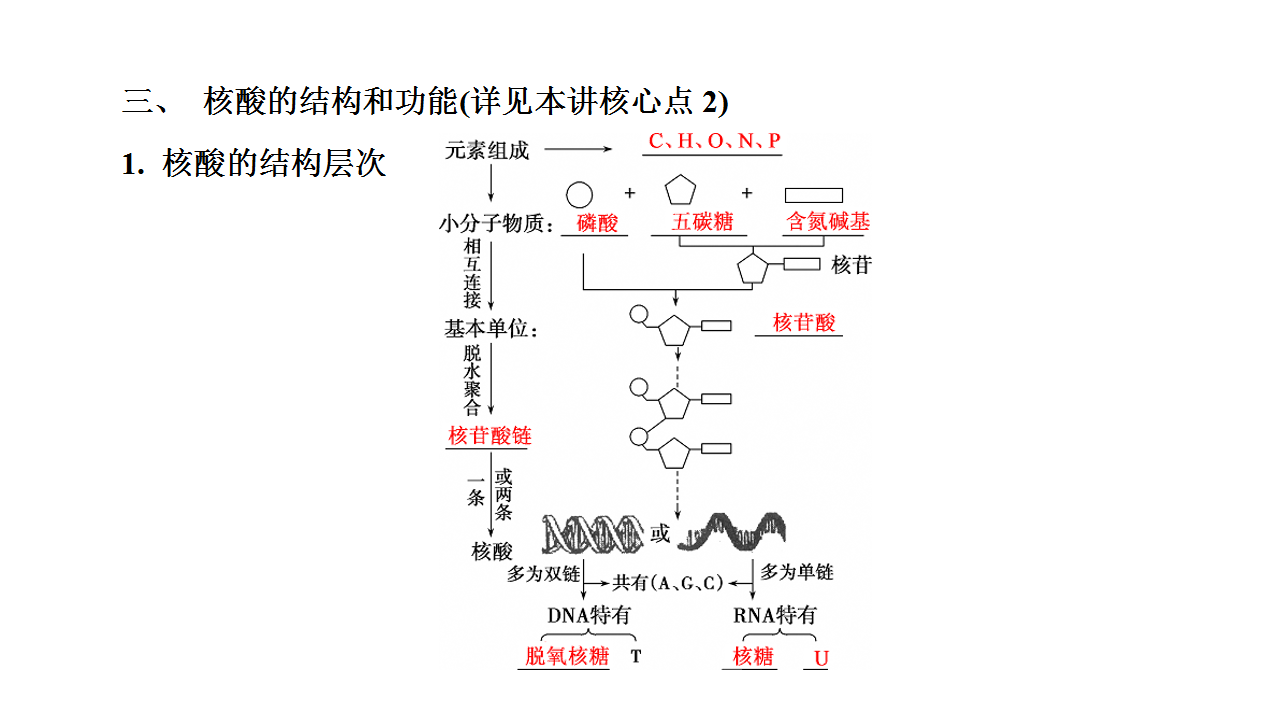 三、 核酸的结构和功能(详见本讲核心点 2)
1. 核酸的结构层次
元素组成 C、H、O、N、P
+ +
小分子物质： 磷酸 五碳糖 含氮碱基
相互连接
核苷
基本单位： 核苷酸
脱水聚合
核苷酸链
一条 或两条
核酸 或
多为双链 共有(A、G、C) 多为单链
DNA特有 RNA特有
脱氧核糖 T 核糖 U